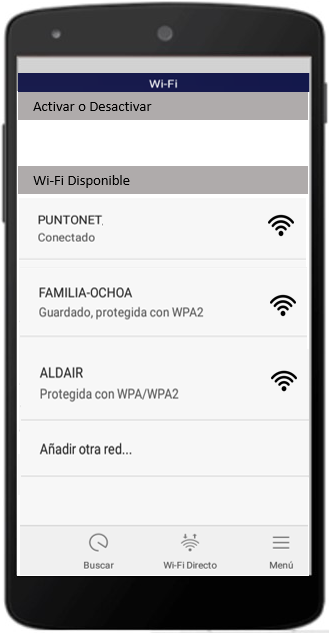 Wi-Fi
Activar o Desactivar
Wi-Fi Disponible
PUNTONET
Conectado
FAMILIA-OCHOA
Guardado, protegida con WPA2
ALDAIR
Protegida con WPA/WPA2
Añadir otra red...
Buscar
Wi-Fi Directo
Menú